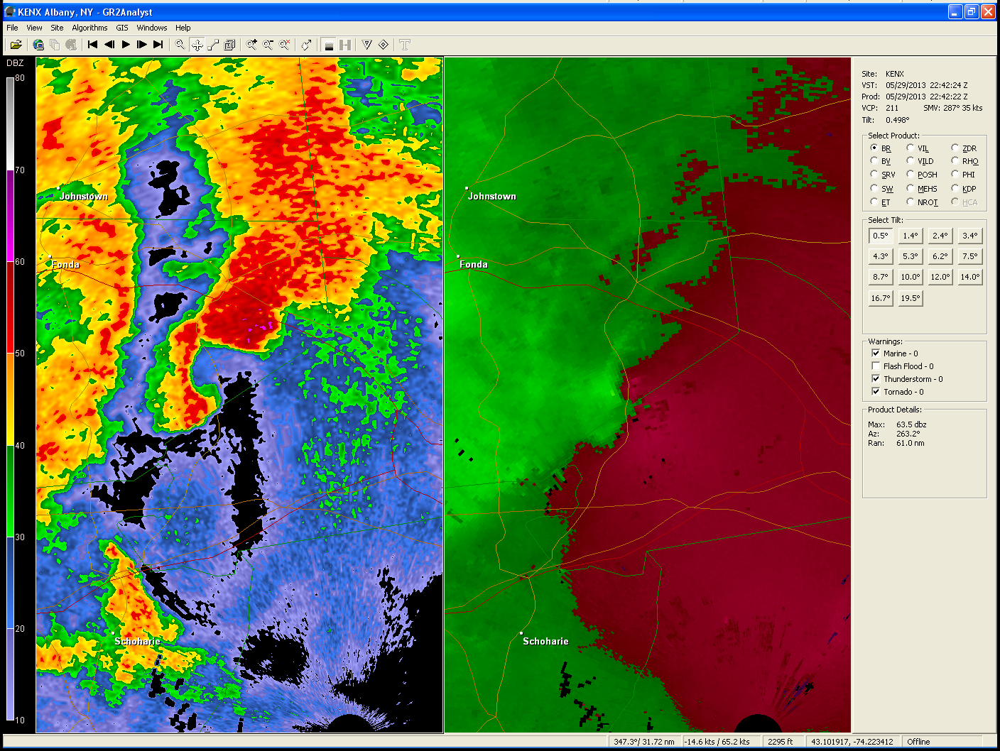 KENX Albany, NY - GR2Analyst
File View Site Algorithms GIS Windows Help
DBZ
80
70
60
50
40
30
20
10
Johnstown
Fonda
Schoharie
Johnstown
Fonda
Schoharie
Site: KENX
VST: 05/29/2013 22:42:24 Z
Prod: 05/29/2013 22:42:22 Z
VCP: 211 SMV: 287° 35 kts
Tilt: 0.498°
Select Product:
BR VIL ZDR
BV VILD RHO
SRV POSH PHI
SW MEHS KDP
ET NROT HCA
Select Tilt:
0.5° 1.4° 2.4° 3.4°
4.3° 5.3° 6.2° 7.5°
8.7° 10.0° 12.0° 14.0°
16.7° 19.5°
Warnings:
Marine - 0
Flash Flood - 0
Thunderstorm - 0
Tornado - 0
Product Details:
Max: 63.5 dbz
Az: 263.2°
Ran: 61.0 nm
347.3°/ 31.72 nm -14.6 kts / 65.2 kts 2295 ft 43.101917, -74.223412 Offline